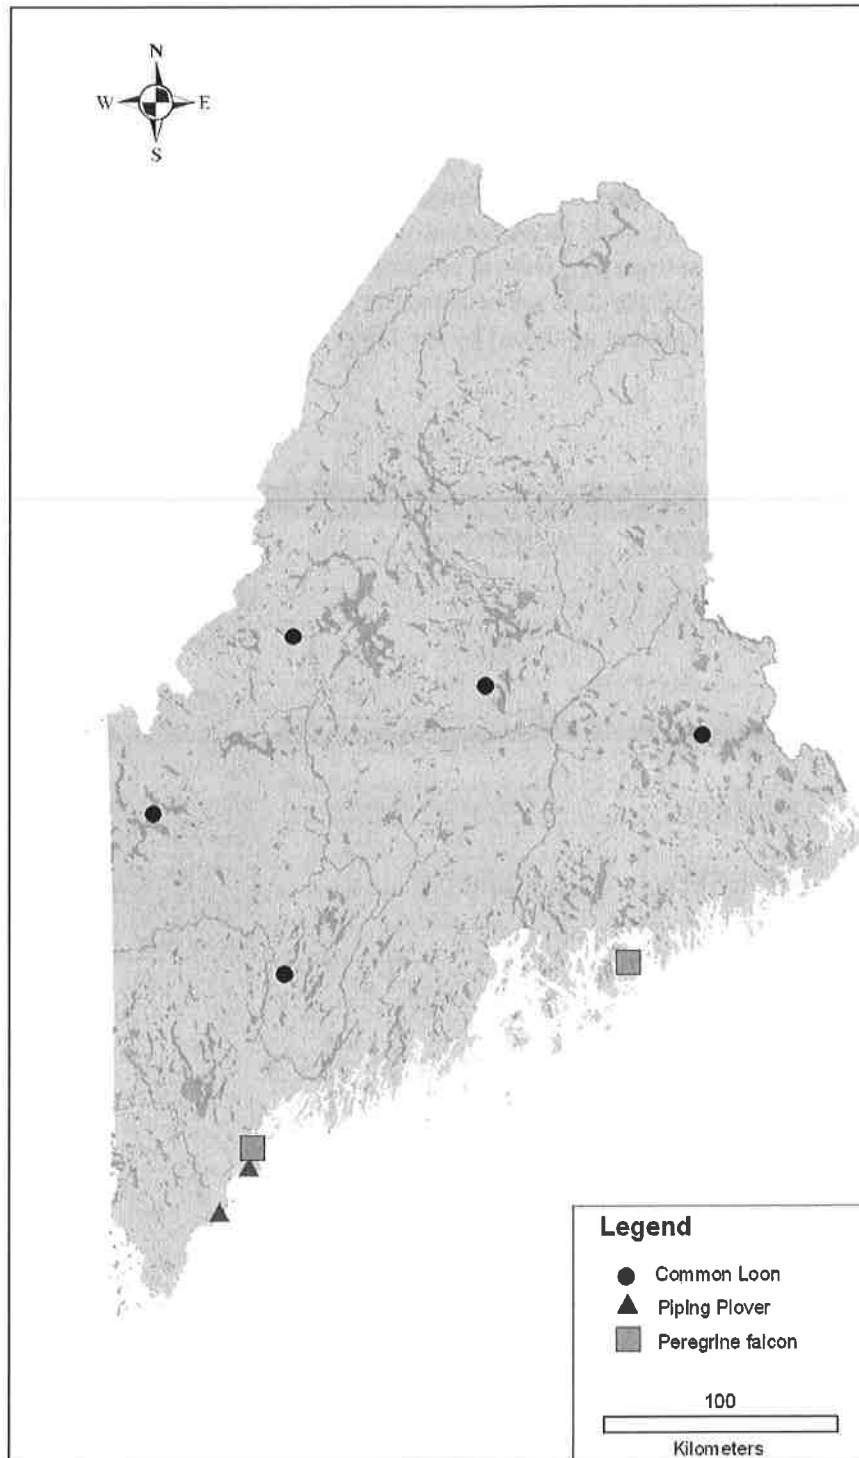 N
W E
S
Legend
Common Loon
Piping Plover
Peregrine falcon
100
Kilometers